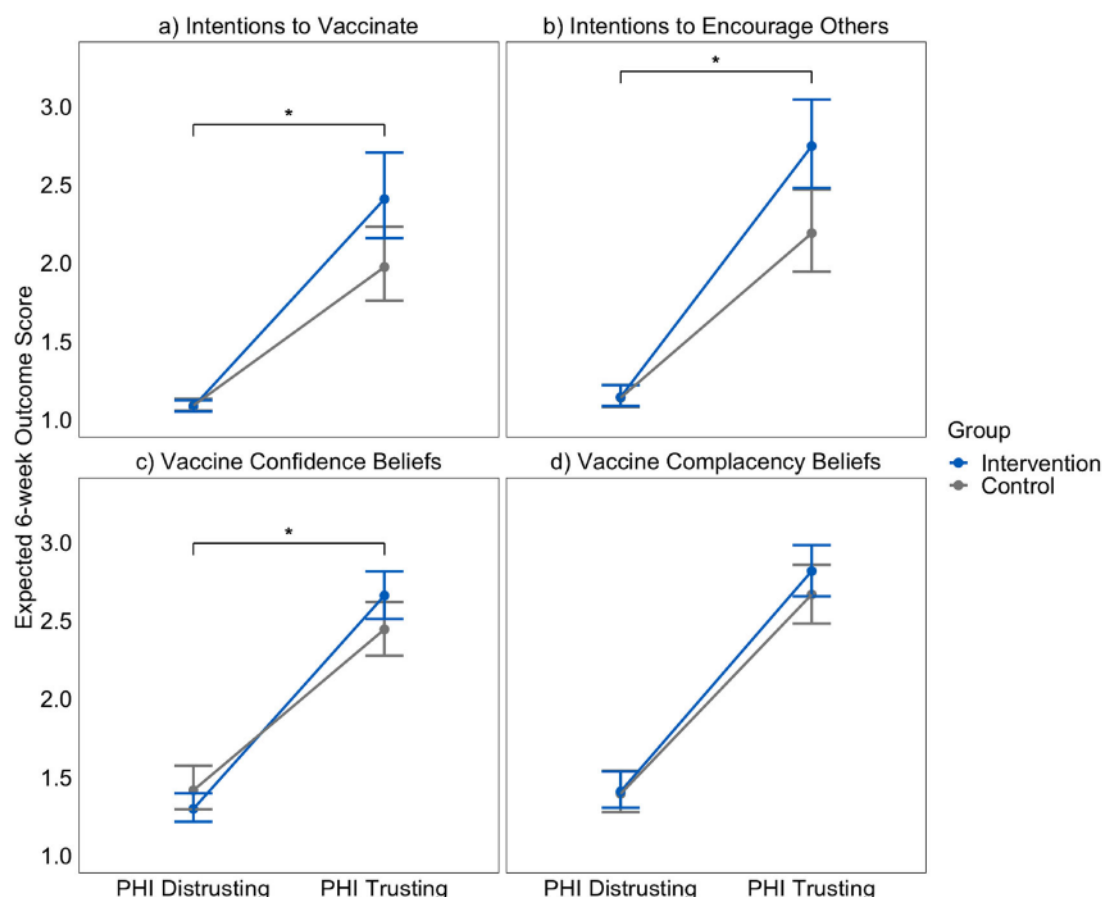 a) Intentions to Vaccinate
b) Intentions to Encourage Others
*
*
3.0
2.5
2.0
1.5
1.0
c) Vaccine Confidence Beliefs
d) Vaccine Complacency Beliefs
*
3.0
2.5
2.0
1.5
1.0
Expected 6-week Outcome Score
PHI Distrusting
PHI Trusting
PHI Distrusting
PHI Trusting
Group
Intervention
Control